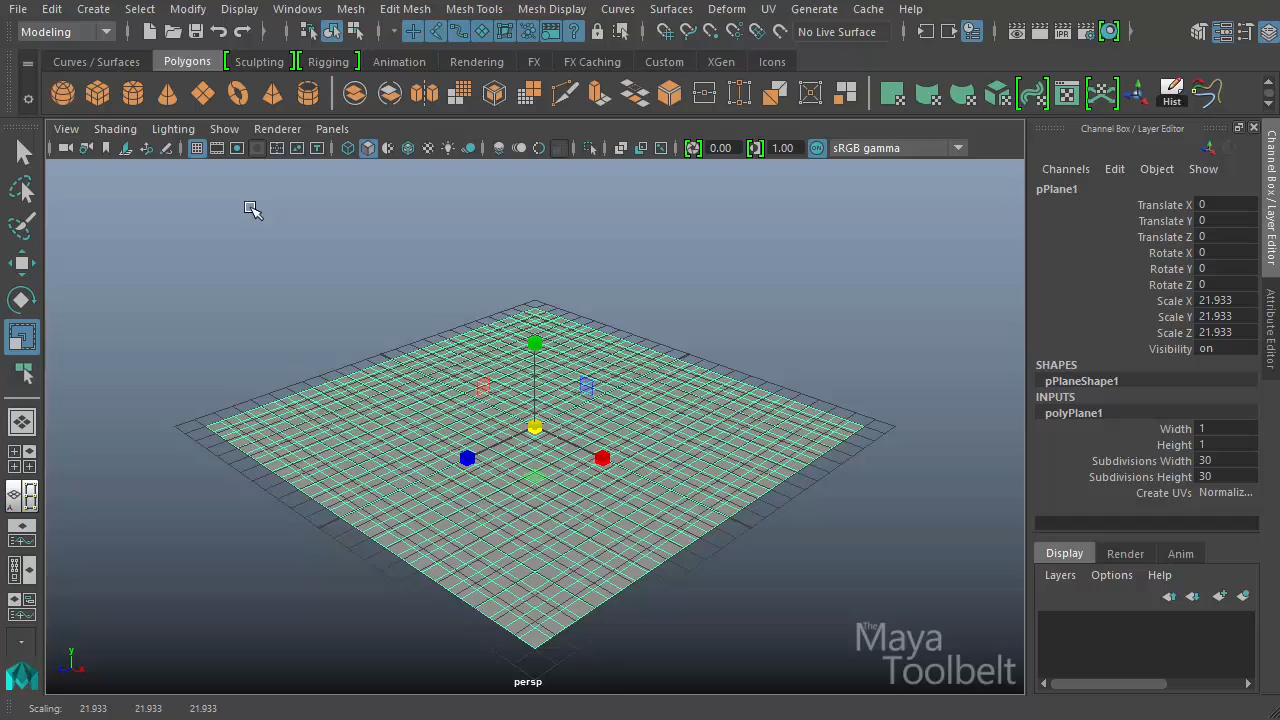 File Edit Create Select Modify Display Windows Mesh Edit Mesh Mesh Tools Mesh Display Curves Surfaces Deform UV Generate Cache Help
Modeling
No Live Surface
IPR
Curves / Surfaces Polygons Sculpting Rigging Animation Rendering FX FX Caching Custom XGen Icons
Hist
View Shading Lighting Show Renderer Panels
0.00 1.00 ON sRGB gamma
Channel Box / Layer Editor
Channels Edit Object Show
pPlane1
Translate X 0
Translate Y 0
Translate Z 0
Rotate X 0
Rotate Y 0
Rotate Z 0
Scale X 21.933
Scale Y 21.933
Scale Z 21.933
Visibility on
SHAPES
pPlaneShape1
INPUTS
polyPlane1
Width 1
Height 1
Subdivisions Width 30
Subdivisions Height 30
Create UVs Normaliz...
Display Render Anim
Layers Options Help
Channel Box / Layer Editor
Attribute Editor
y
x
z
persp
The
Maya
Toolbelt
Scaling: 21.933 21.933 21.933